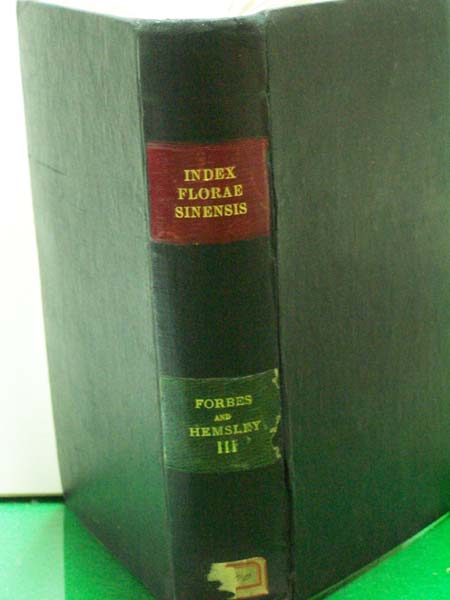 INDEX
FLORAE
SINENSIS
FORBES
AND
HEMSLEY
III